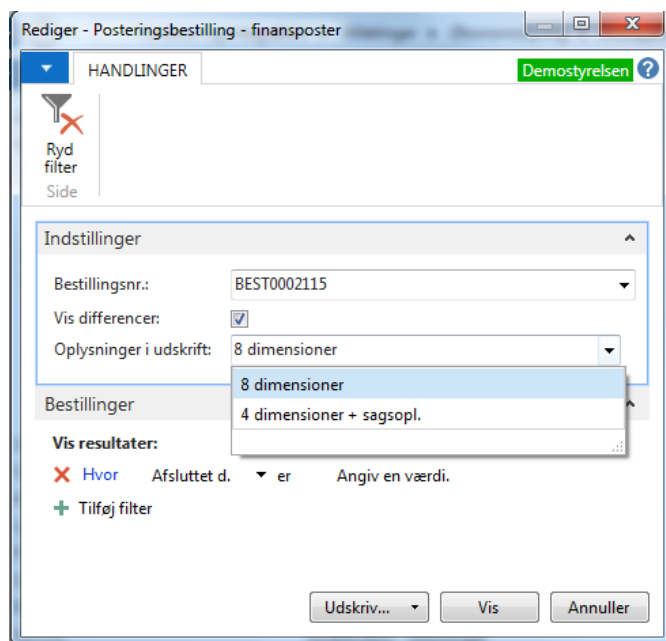 Rediger - Posteringsbestilling - finansposter
HANDLINGER
Demostyrelsen
Ryd
filter
Side
Indstillinger
Bestillingsnr.: BEST0002115
Vis differencer:
Oplysninger i udskrift: 8 dimensioner
8 dimensioner
4 dimensioner + sagsopl.
Bestillinger
Vis resultater:
Hvor Afsluttet d. er Angiv en værdi.
Tilføj filter
Udskriv... Vis Annuller